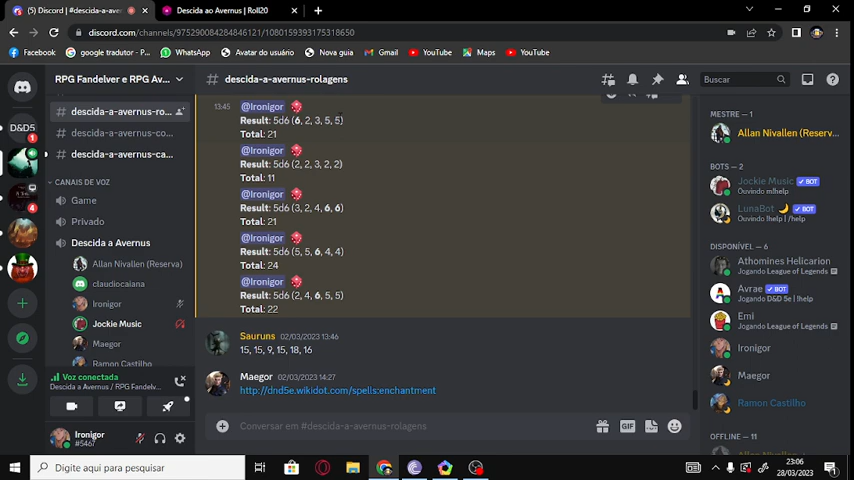 (5) Discord | #descida-a-aver
Descida ao Avernus | Roll20
discord.com/channels/975290084284846121/1080159393175318650
Facebook
google tradutor - P...
WhatsApp
Avatar do usuário
Nova guia
Gmail
YouTube
Maps
YouTube
RPG Fandelver e RPG Av...
descida-a-avernus-rolagens
Buscar
descida-a-avernus-ro...
descida-a-avernus-co...
descida-a-avernus-ca...
CANAIS DE VOZ
Game
Privado
Descida a Avernus
Allan Nivallen (Reserva)
claudiocaiana
Ironigor
Jockie Music
Maegor
Ramon Castilho
D&D5
1
4
Voz conectada
Descida a Avernus / RPG Fandelv...
Ironigor
#5467
13:45
@Ironigor
Result: 5d6 (6, 2, 3, 5, 5)
Total: 21
@Ironigor
Result: 5d6 (2, 2, 3, 2, 2)
Total: 11
@Ironigor
Result: 5d6 (3, 2, 4, 6, 6)
Total: 21
@Ironigor
Result: 5d6 (5, 5, 6, 4, 4)
Total: 24
@Ironigor
Result: 5d6 (2, 4, 6, 5, 5)
Total: 22
Sauruns 02/03/2023 13:46
15, 15, 9, 15, 18, 16
Maegor 02/03/2023 14:27
http://dnd5e.wikidot.com/spells:enchantment
Conversar em #descida-a-avernus-rolagens
GIF
MESTRE — 1
Allan Nivallen (Reserv...
BOTS — 2
Jockie Music BOT
Ouvindo m!help
LunaBot BOT
Ouvindo !help | /help
DISPONÍVEL — 6
Athomines Helicarion
Jogando League of Legends
Avrae BOT
Jogando D&D 5e | !help
Emi
Jogando League of Legends
Ironigor
Maegor
Ramon Castilho
OFFLINE — 11
Digite aqui para pesquisar
23:06
28/03/2023
1